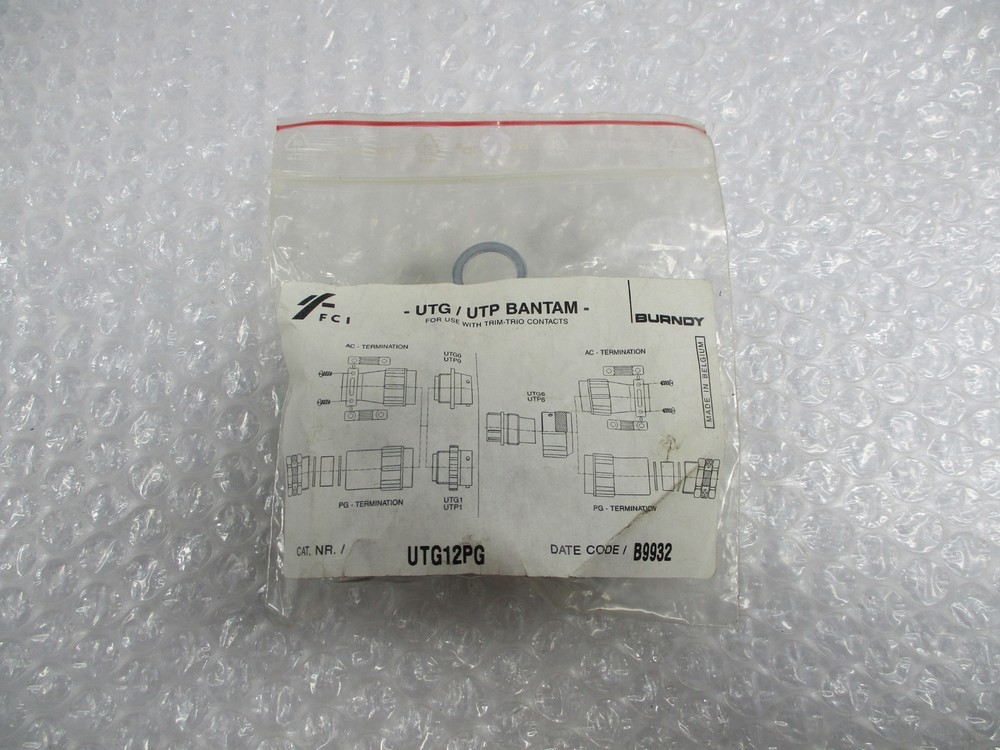 FCI
- UTG / UTP BANTAM -
FOR USE WITH TRIM-TRIO CONTACTS
BURNDY
AC - TERMINATION
UTG0
UTP0
UTG6
UTP6
AC - TERMINATION
MADE IN BELGIUM
PG - TERMINATION
UTG1
UTP1
PG - TERMINATION
CAT. NR. / UTG12PG
DATE CODE / B9932